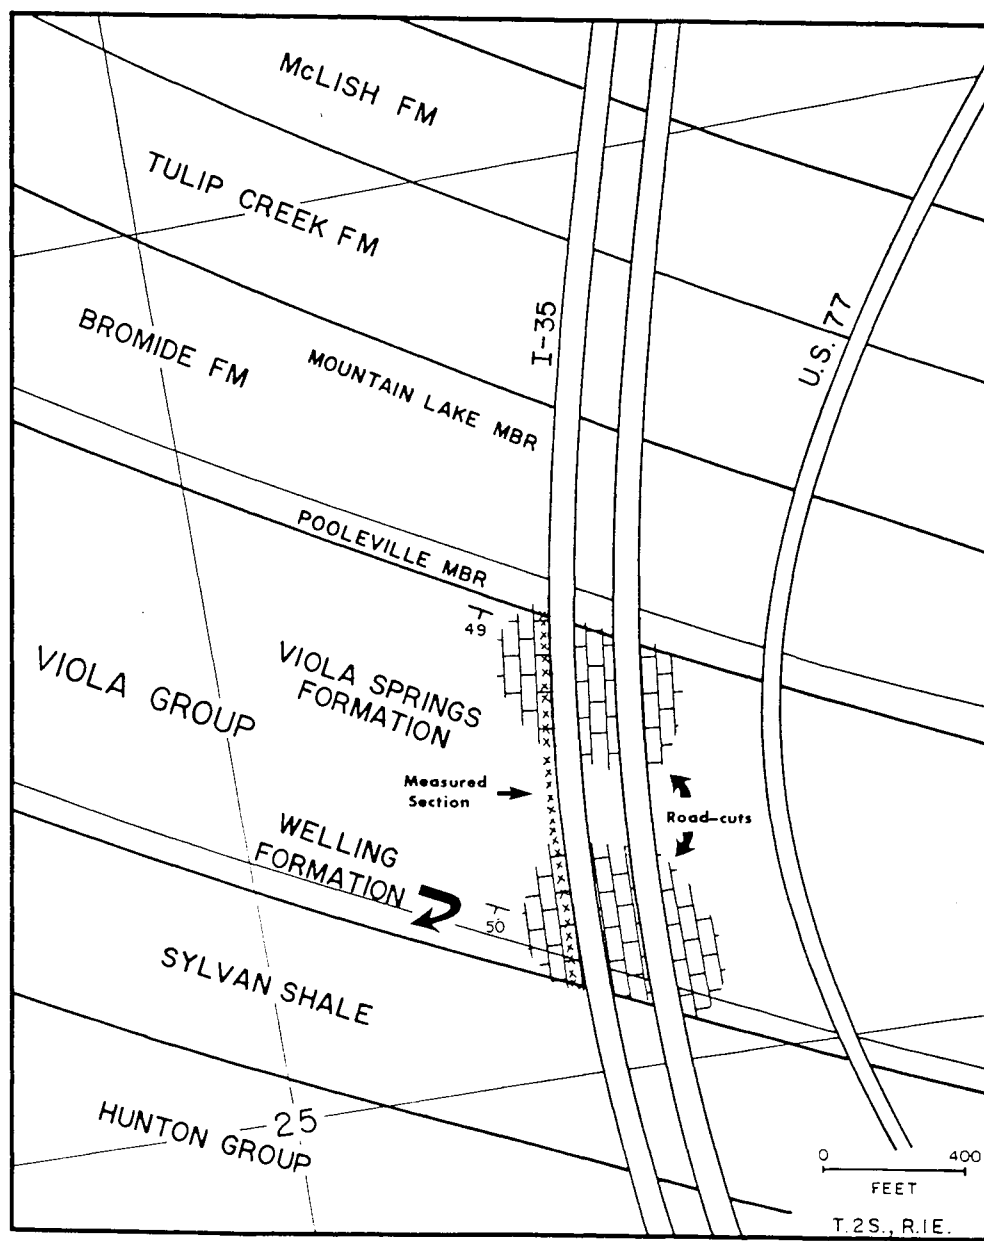 McLISH FM
TULIP CREEK FM
I-35
U.S. 77
BROMIDE FM
MOUNTAIN LAKE MBR
POOLEVILLE MBR
49
VIOLA GROUP
VIOLA SPRINGS
FORMATION
Measured
Section
Road-cuts
WELLING
FORMATION
50
SYLVAN SHALE
25
HUNTON GROUP
0 400
FEET
T.2S., R.1E.